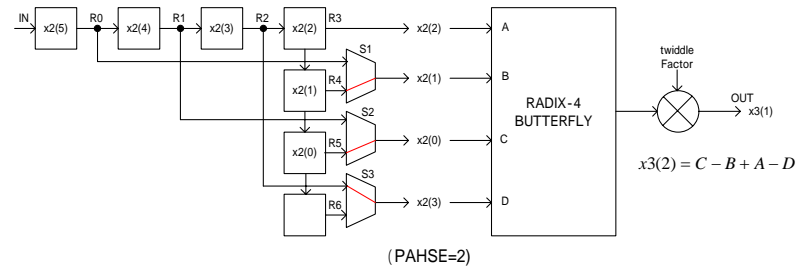 IN
x2(5)
R0
x2(4)
R1
x2(3)
R2
x2(2)
R3
x2(2)
A
S1
x2(1)
R4
x2(1)
B
S2
x2(0)
R5
x2(0)
C
S3
R6
x2(3)
D
RADIX-4
BUTTERFLY
twiddle
Factor
OUT
x3(1)
x3(2) = C − B + A − D
(PAHSE=2)